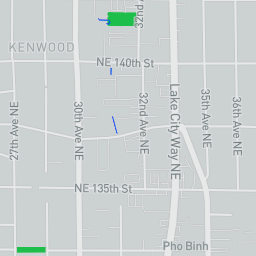 32nd
KENWOOD
NE 140th St
27th Ave NE
30th Ave NE
32nd Ave NE
Lake City Way NE
35th Ave NE
36th Ave NE
NE 135th St
Pho Binh